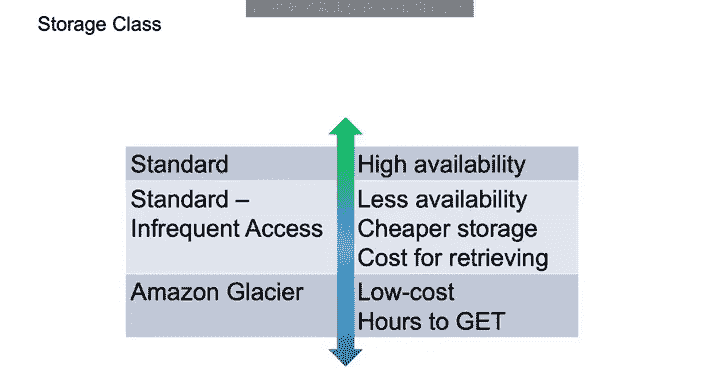 Storage Class
Standard
High availability
Standard –
Infrequent Access
Less availability
Cheaper storage
Cost for retrieving
Amazon Glacier
Low-cost
Hours to GET